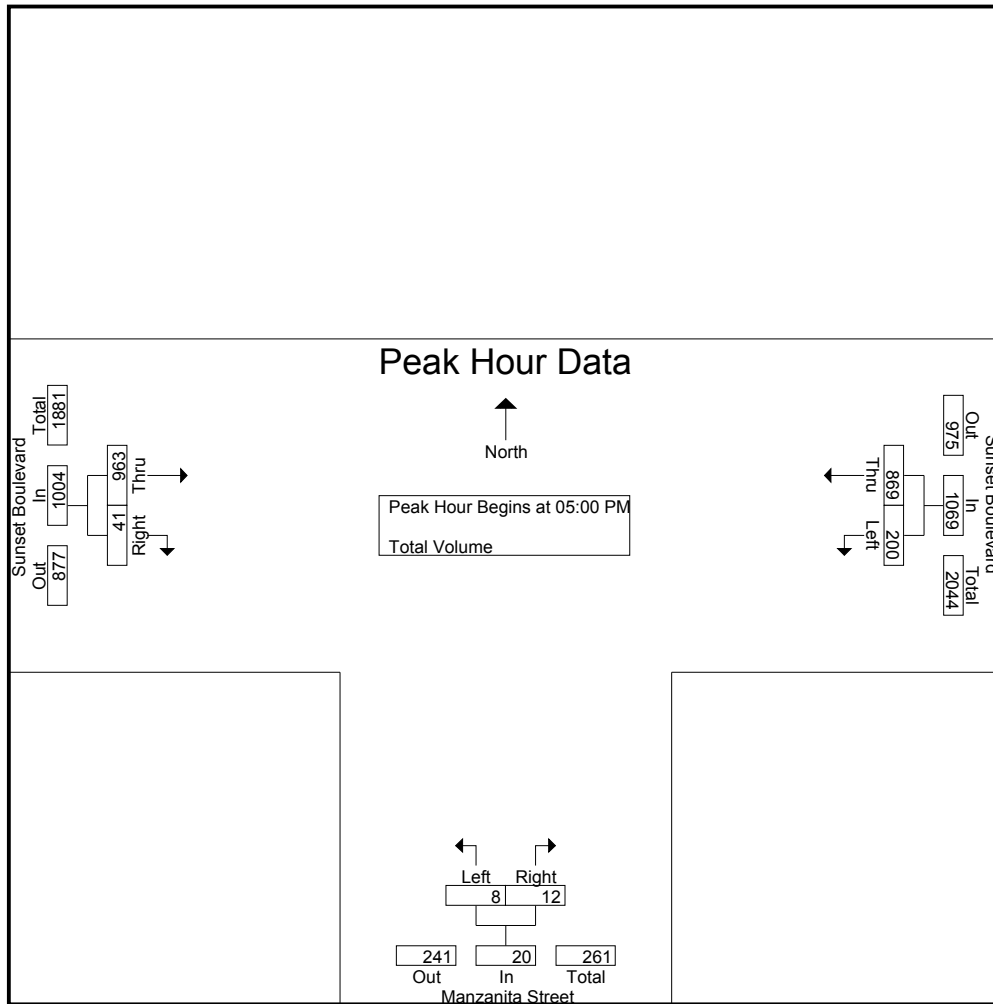 Peak Hour Data
North
Peak Hour Begins at 05:00 PM
Total Volume
Sunset Boulevard
Total
1881
In
1004
Out
877
963
Thru
41
Right
Sunset Boulevard
Out
975
In
1069
Total
2044
869
Thru
200
Left
Left
Right
8
12
241
20
261
Out
In
Total
Manzanita Street